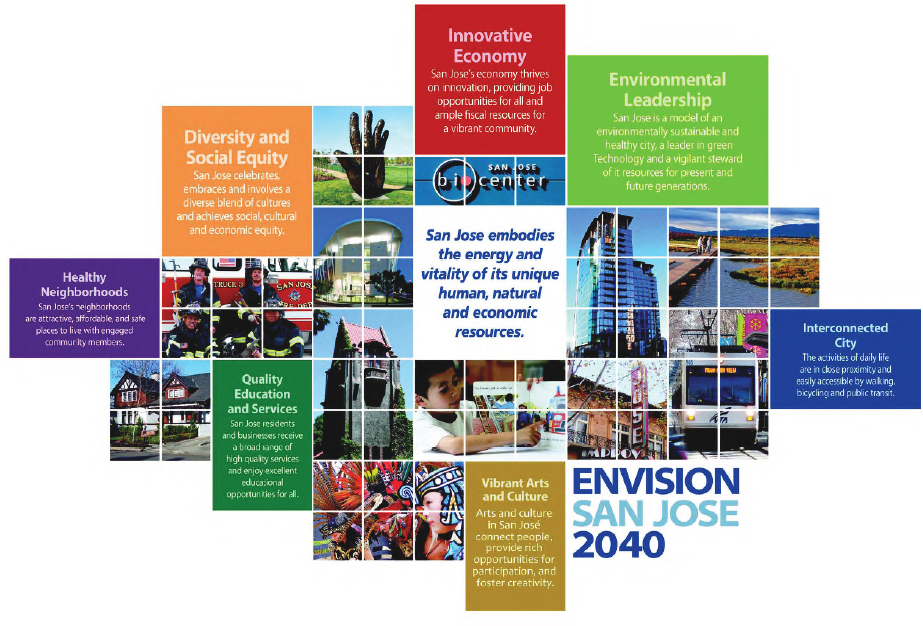 Innovative
Economy
San Jose's economy thrives
on innovation, providing job
opportunities for all and
ample fiscal resources for
a vibrant community.
Environmental
Leadership
San Jose is a model of an
environmentally sustainable and
healthy city, a leader in green
Technology and a vigilant steward
of it resources for present and
future generations.
Diversity and
Social Equity
San Jose celebrates,
embraces and involves a
diverse blend of cultures
and achieves social, cultural
and economic equity.
SAN JOSE
biocenter
San Jose embodies
the energy and
vitality of its unique
human, natural
and economic
resources.
Healthy
Neighborhoods
San Jose's neighborhoods
are attractive, affordable, and safe
places to live with engaged
community members.
TRUCK 3
SAN JOS
Interconnected
City
The activities of daily life
are in close proximity and
easily accessible by walking,
bicycling and public transit.
Quality
Education
and Services
San Jose residents
and businesses receive
a broad range of
high quality services
and enjoy excellent
educational
opportunities for all.
IMPROV
Vibrant Arts
and Culture
Arts and culture
in San José
connect people,
provide rich
opportunities for
participation, and
foster creativity.
ENVISION
SAN JOSE
2040